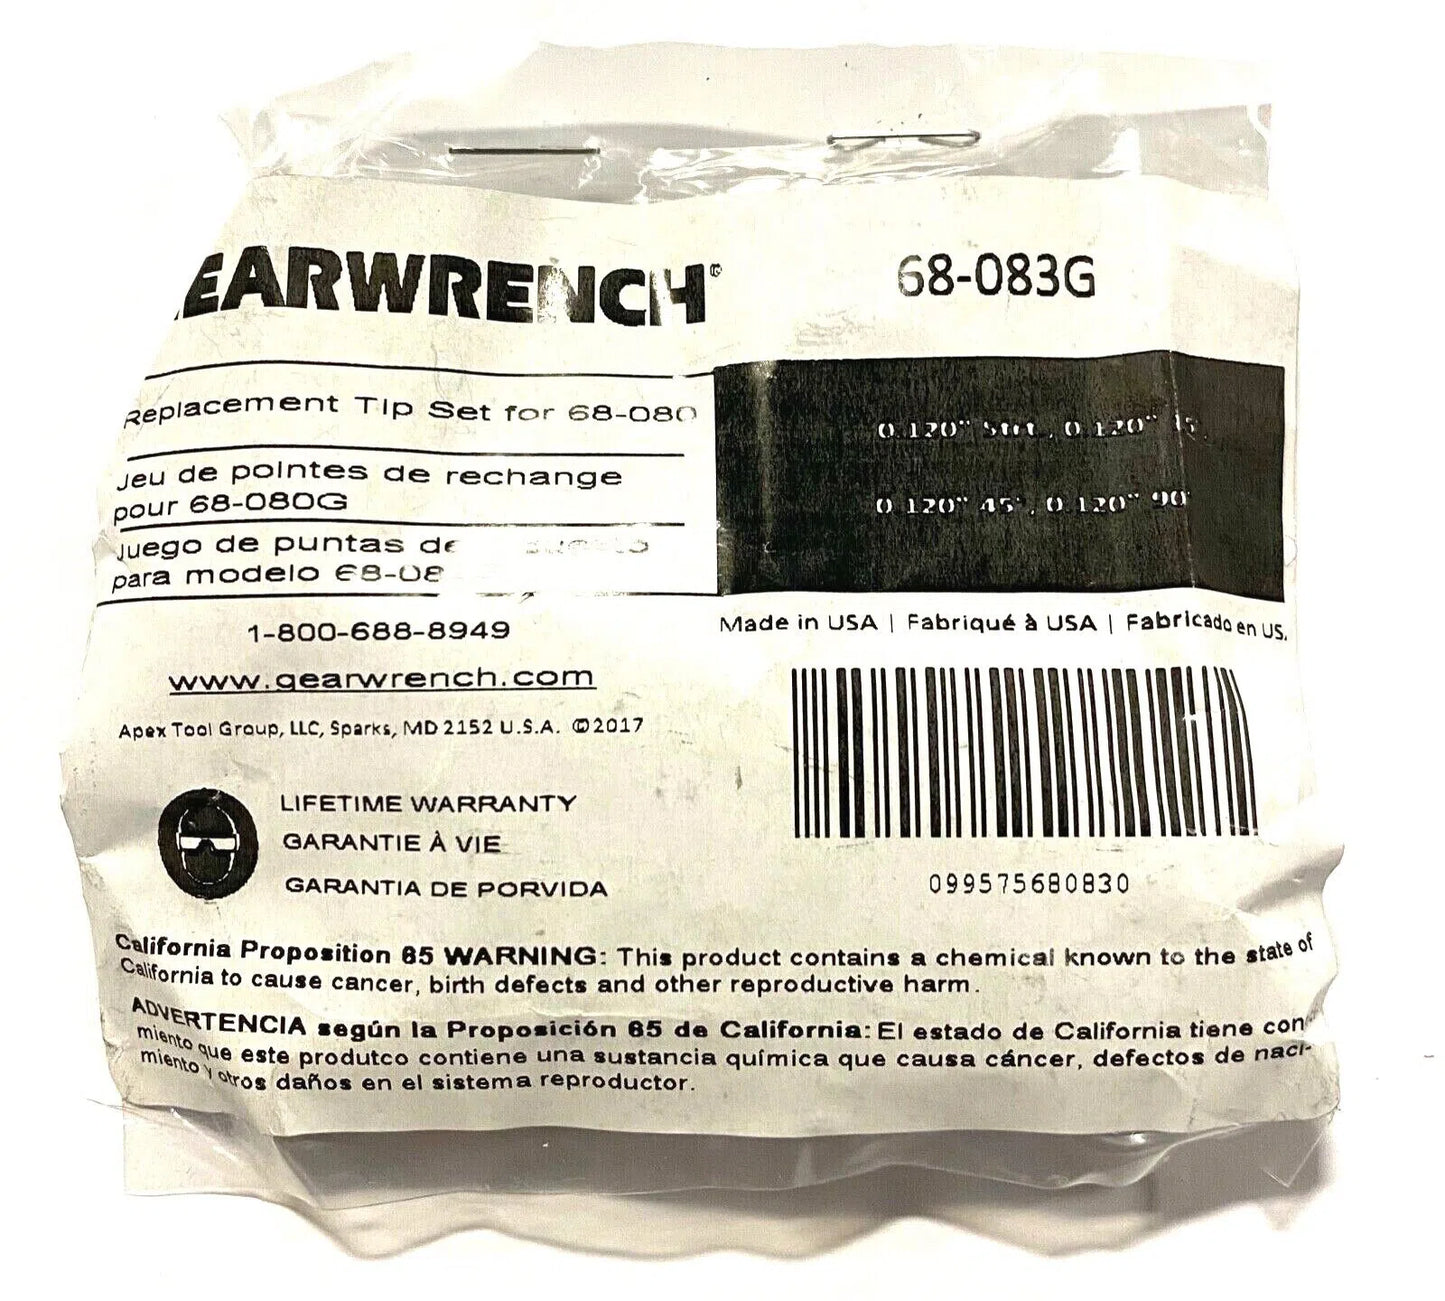 EARWRENCH®
68-083G
Replacement Tip Set for 68-080
Jeu de pointes de rechange
pour 68-080G
Juego de puntas de
para modelo 68-08
0.120" Str., 0.120" 15
0.120" 45°, 0.120" 90°
1-800-688-8949
www.gearwrench.com
Apex Tool Group, LLC, Sparks, MD 2152 U.S.A. ©2017
Made in USA | Fabriqué à USA | Fabricado en US.
LIFETIME WARRANTY
GARANTIE À VIE
GARANTIA DE PORVIDA
099575680830
California Proposition 65 WARNING: This product contains a chemical known to the state of
California to cause cancer, birth defects and other reproductive harm.
ADVERTENCIA según la Proposición 65 de California: El estado de California tiene con-
miento que este produtco contiene una sustancia química que causa cáncer, defectos de naci-
miento y otros daños en el sistema reproductor.